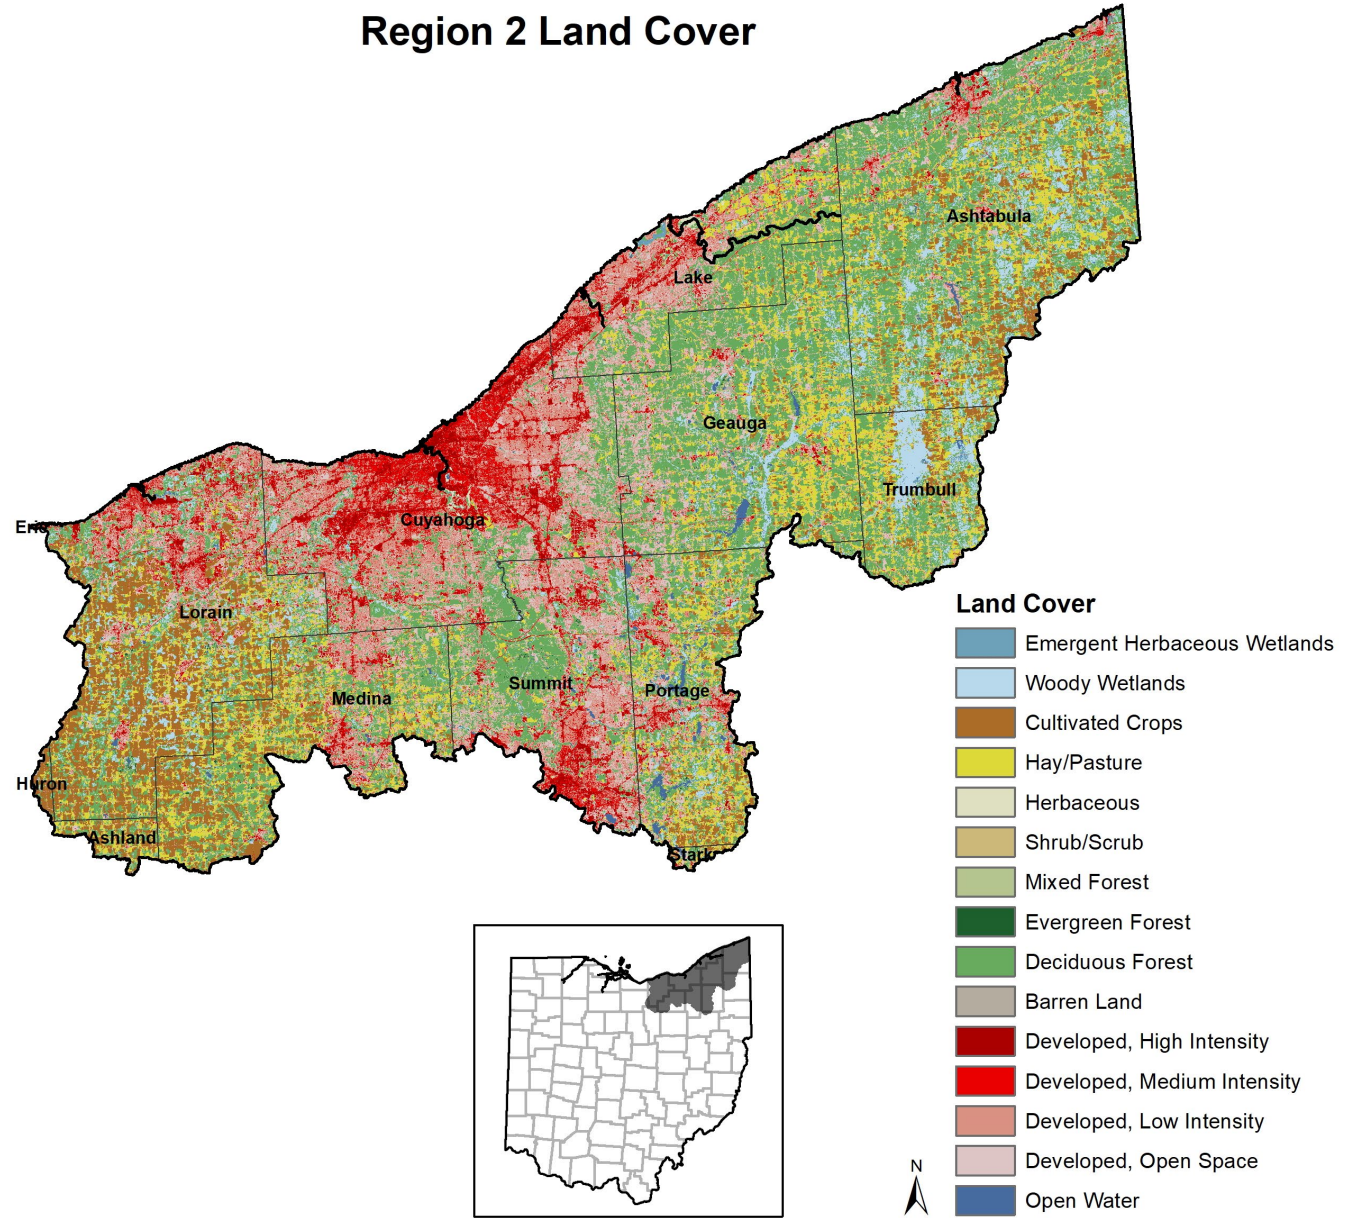 Region 2 Land Cover
Ashtabula
Lake
Geauga
Trumbull
Cuyahoga
Erie
Lorain
Summit
Portage
Medina
Huron
Ashland
Stark
Land Cover
Emergent Herbaceous Wetlands
Woody Wetlands
Cultivated Crops
Hay/Pasture
Herbaceous
Shrub/Scrub
Mixed Forest
Evergreen Forest
Deciduous Forest
Barren Land
Developed, High Intensity
Developed, Medium Intensity
Developed, Low Intensity
Developed, Open Space
Open Water
N